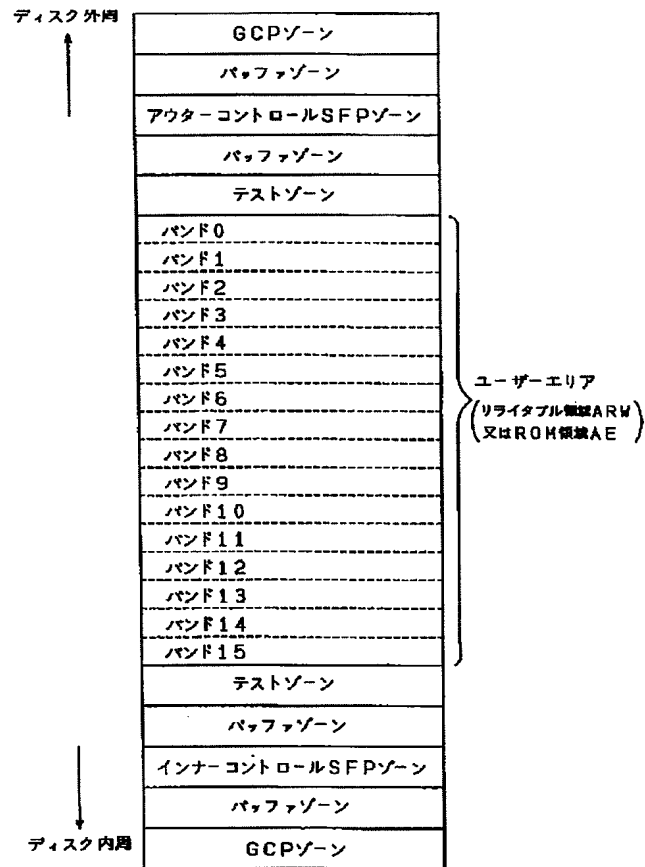 ディスク外周
GCPゾーン
バッファゾーン
アウターコントロールSFPゾーン
バッファゾーン
テストゾーン
バンド0
バンド1
バンド2
バンド3
バンド4
バンド5
バンド6
バンド7
バンド8
バンド9
バンド10
バンド11
バンド12
バンド13
バンド14
バンド15
ユーザーエリア
(リライタブル領域ARW
又はROM領域AE)
テストゾーン
バッファゾーン
インナーコントロールSFPゾーン
バッファゾーン
ディスク内周
GCPゾーン